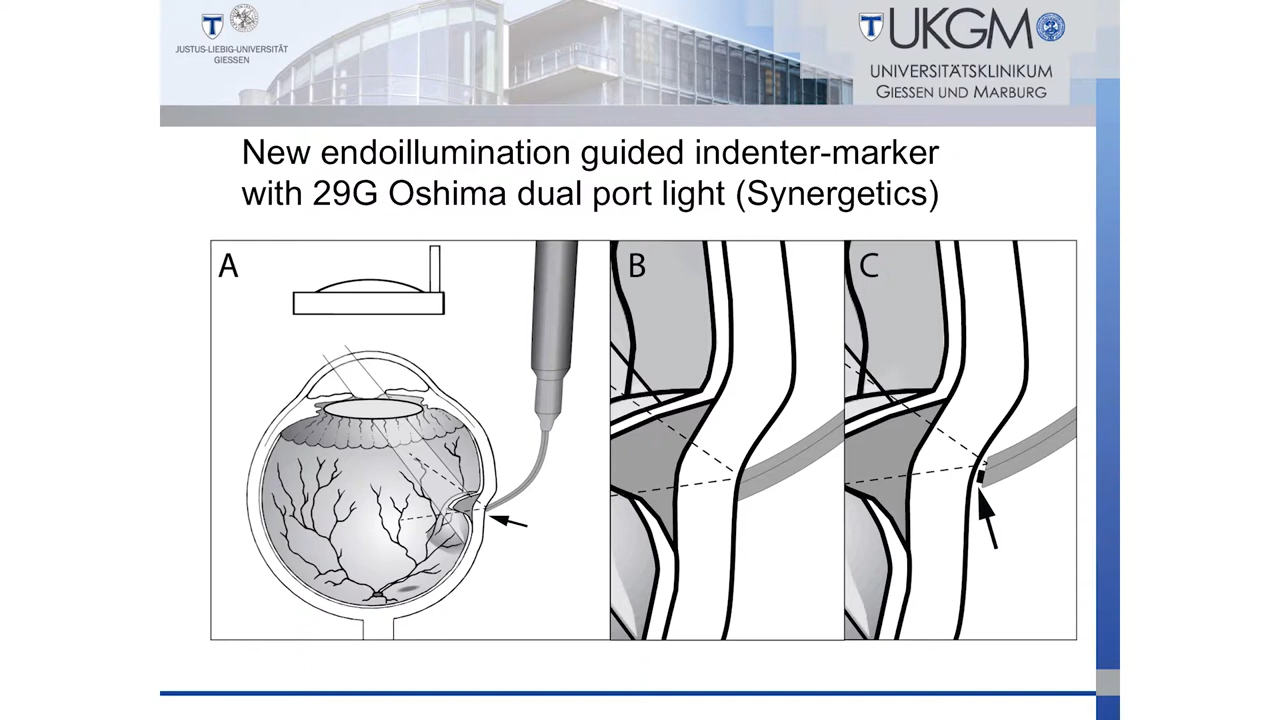 JUSTUS-LIEBIG-UNIVERSITÄT
GIESSEN
UKGM
UNIVERSITÄTSKLINIKUM
GIESSEN UND MARBURG
New endoillumination guided indenter-marker
with 29G Oshima dual port light (Synergetics)
A
B
C